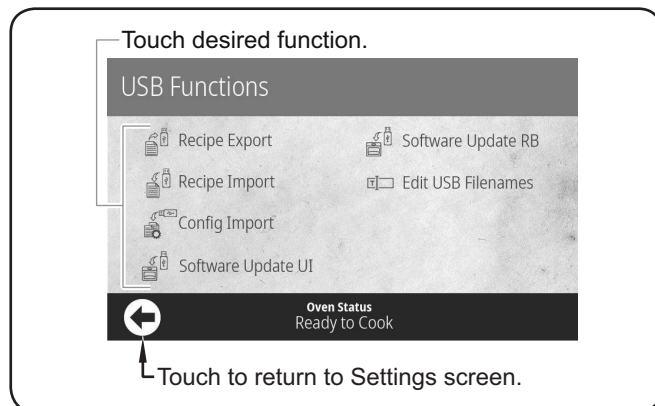 Touch desired function.
USB Functions
Recipe Export
Recipe Import
Config Import
Software Update UI
Software Update RB
Edit USB Filenames
Oven Status
Ready to Cook
Touch to return to Settings screen.